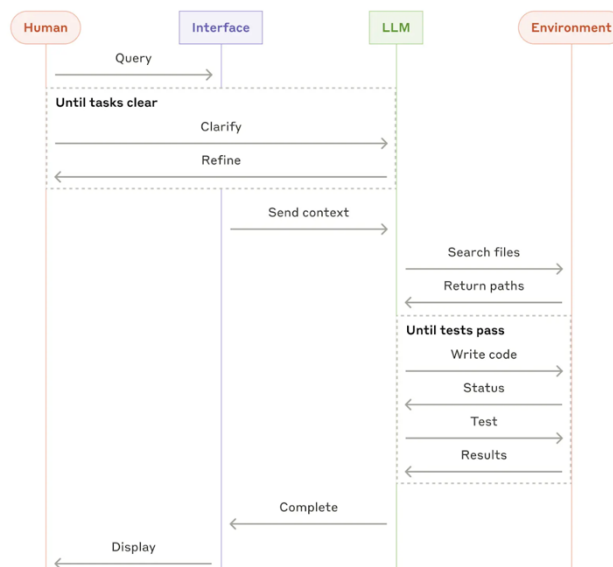 Human
Interface
LLM
Environment
Query
Until tasks clear
Clarify
Refine
Send context
Search files
Return paths
Until tests pass
Write code
Status
Test
Results
Complete
Display